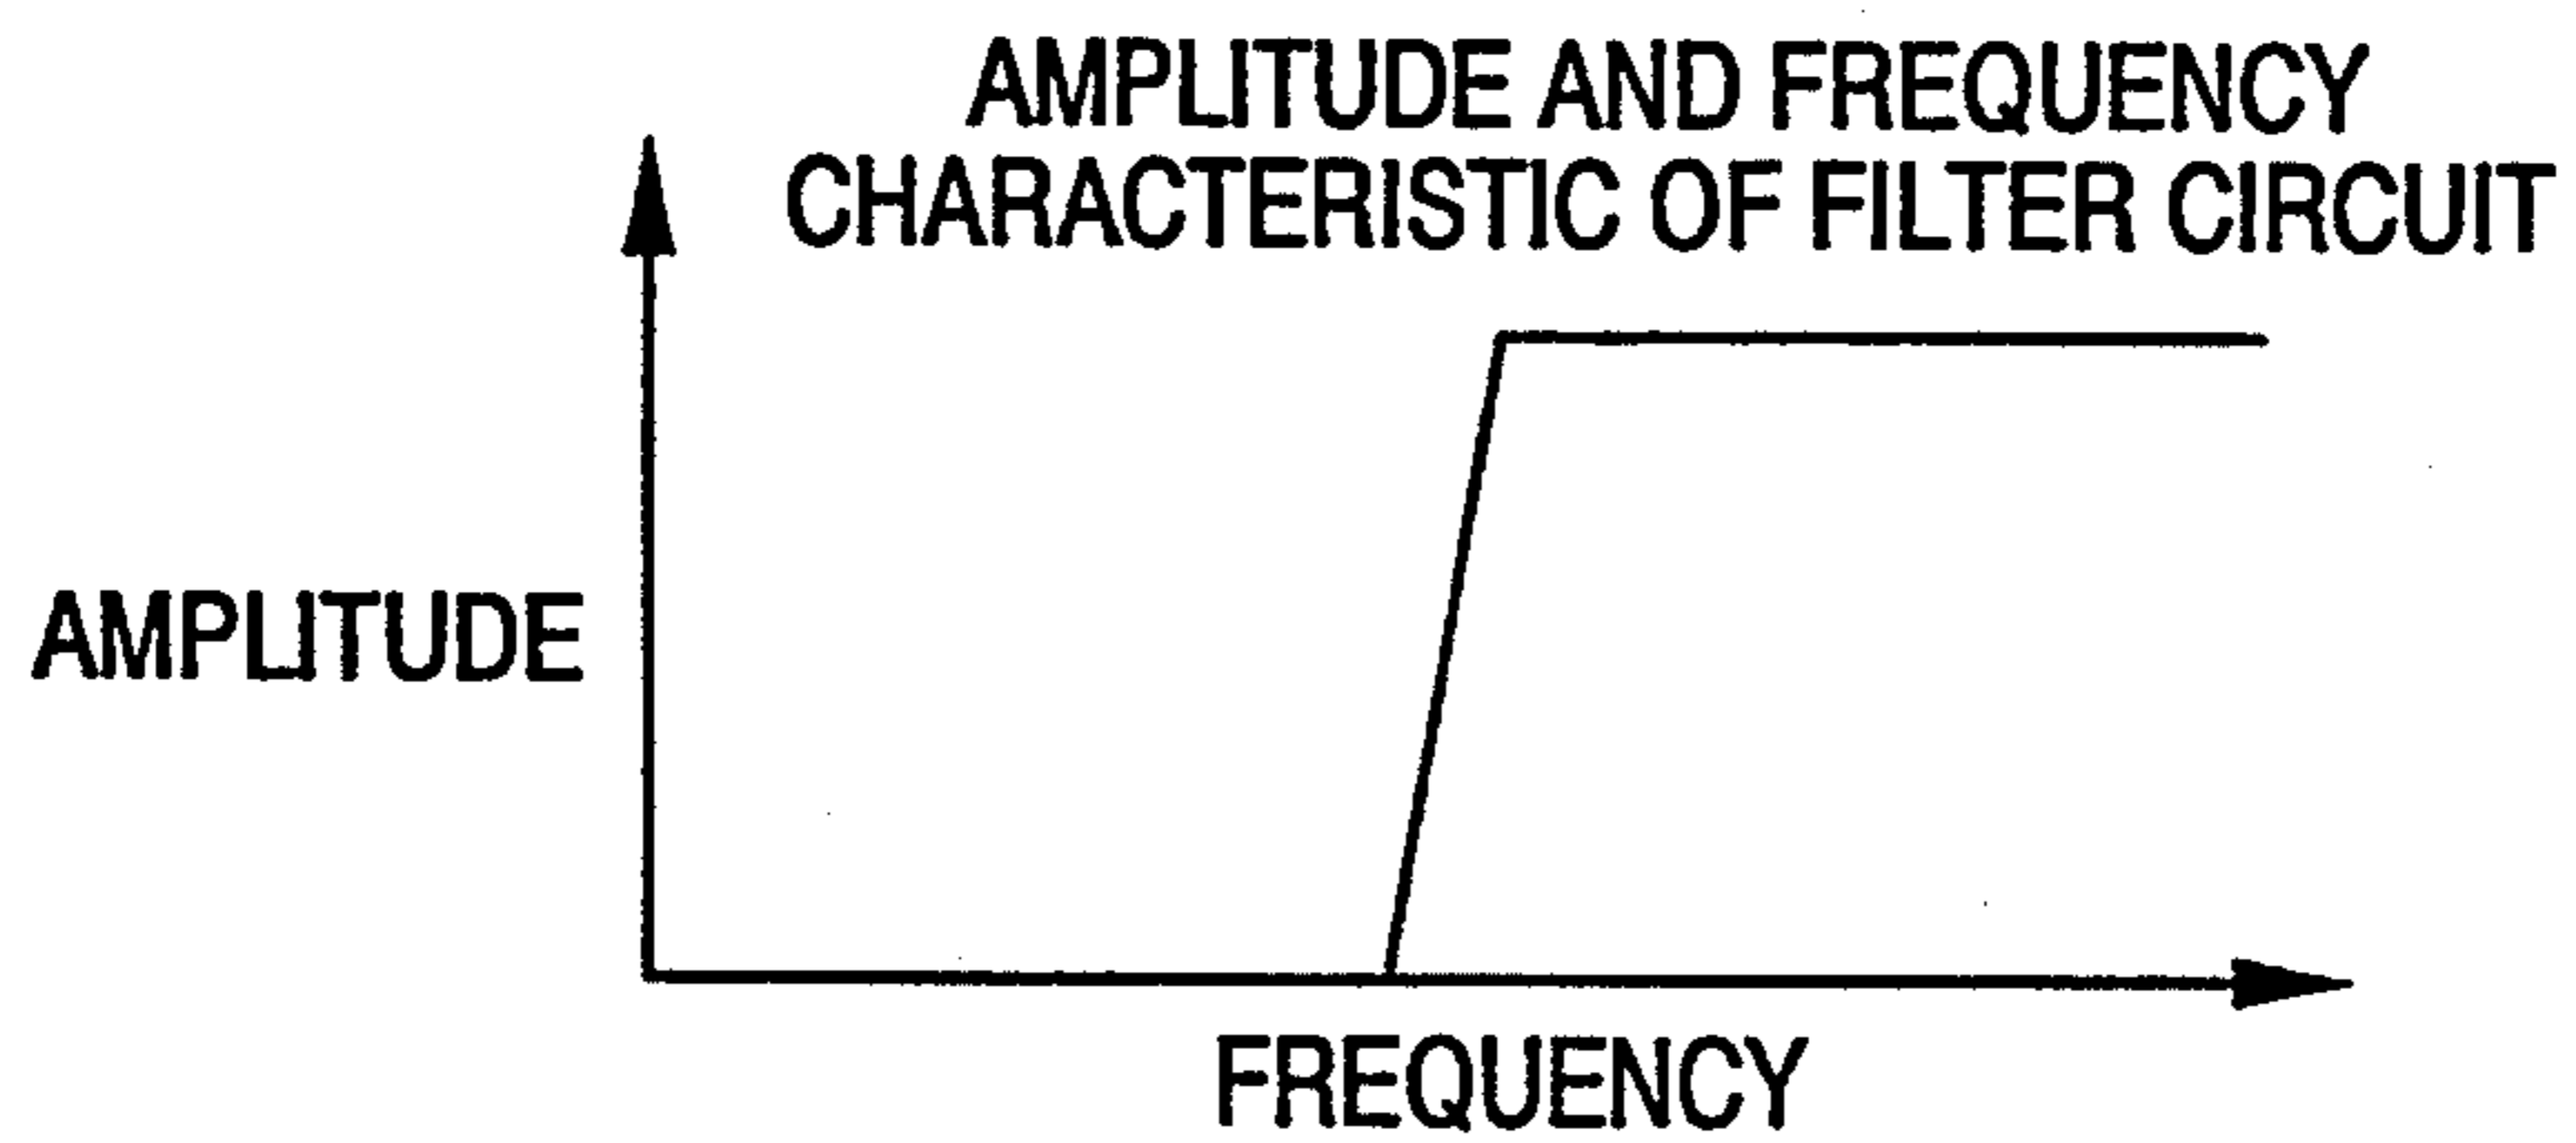 AMPLITUDE AND FREQUENCY
CHARACTERISTIC OF FILTER CIRCUIT
AMPLITUDE
FREQUENCY